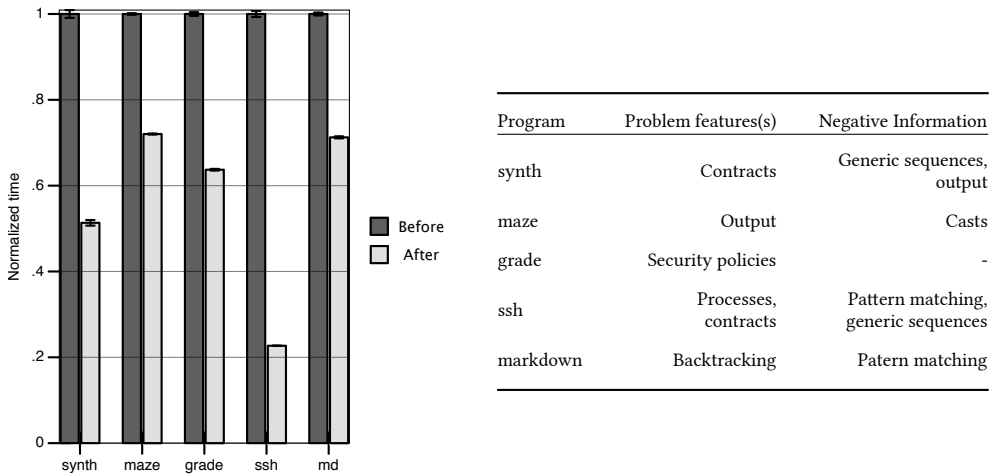 1
.8
.6
.4
.2
0
Normalized time
synth maze grade ssh md
Before
After
Program Problem features(s) Negative Information
synth Contracts Generic sequences,
output
maze Output Casts
grade Security policies -
ssh Processes,
contracts
Pattern matching,
generic sequences
markdown Backtracking Patern matching